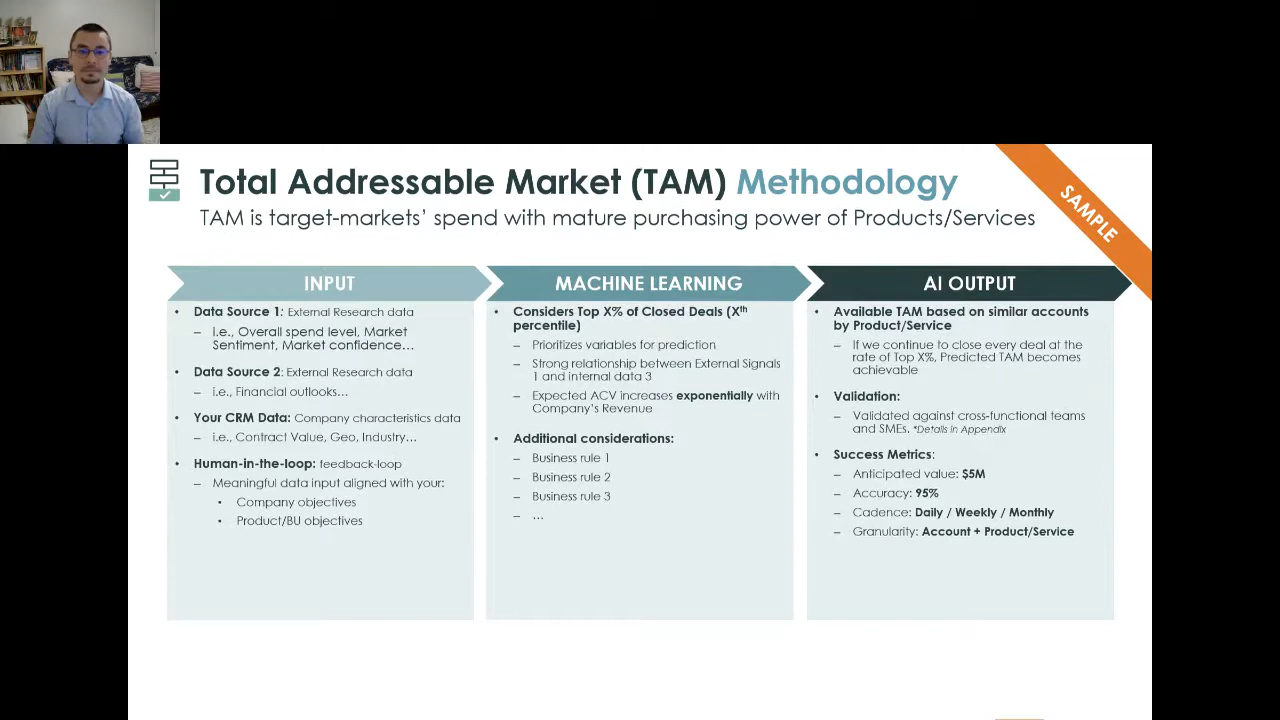 Total Addressable Market (TAM) Methodology
TAM is target-markets' spend with mature purchasing power of Products/Services
SAMPLE
INPUT
• Data Source 1: External Research data
– I.e., Overall spend level, Market
Sentiment, Market confidence…
• Data Source 2: External Research data
– i.e., Financial outlooks…
• Your CRM Data: Company characteristics data
– i.e., Contract Value, Geo, Industry…
• Human-in-the-loop: feedback-loop
– Meaningful data input aligned with your:
• Company objectives
• Product/BU objectives
MACHINE LEARNING
• Considers Top X% of Closed Deals (Xth
percentile)
– Prioritizes variables for prediction
– Strong relationship between External Signals
1 and internal data 3
– Expected ACV increases exponentially with
Company's Revenue
• Additional considerations:
– Business rule 1
– Business rule 2
– Business rule 3
– …
AI OUTPUT
• Available TAM based on similar accounts
by Product/Service
– If we continue to close every deal at the
rate of Top X%, Predicted TAM becomes
achievable
• Validation:
– Validated against cross-functional teams
and SMEs. *Details in Appendix
• Success Metrics:
– Anticipated value: $5M
– Accuracy: 95%
– Cadence: Daily / Weekly / Monthly
– Granularity: Account + Product/Service